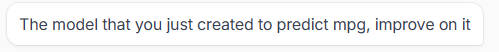 The model that you just created to predict mpg, improve on it